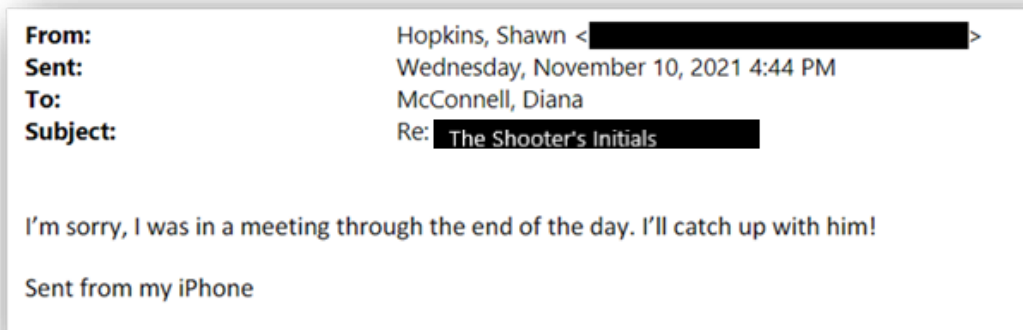 From: Hopkins, Shawn < >
Sent: Wednesday, November 10, 2021 4:44 PM
To: McConnell, Diana
Subject: Re: The Shooter's Initials
I'm sorry, I was in a meeting through the end of the day. I'll catch up with him!
Sent from my iPhone